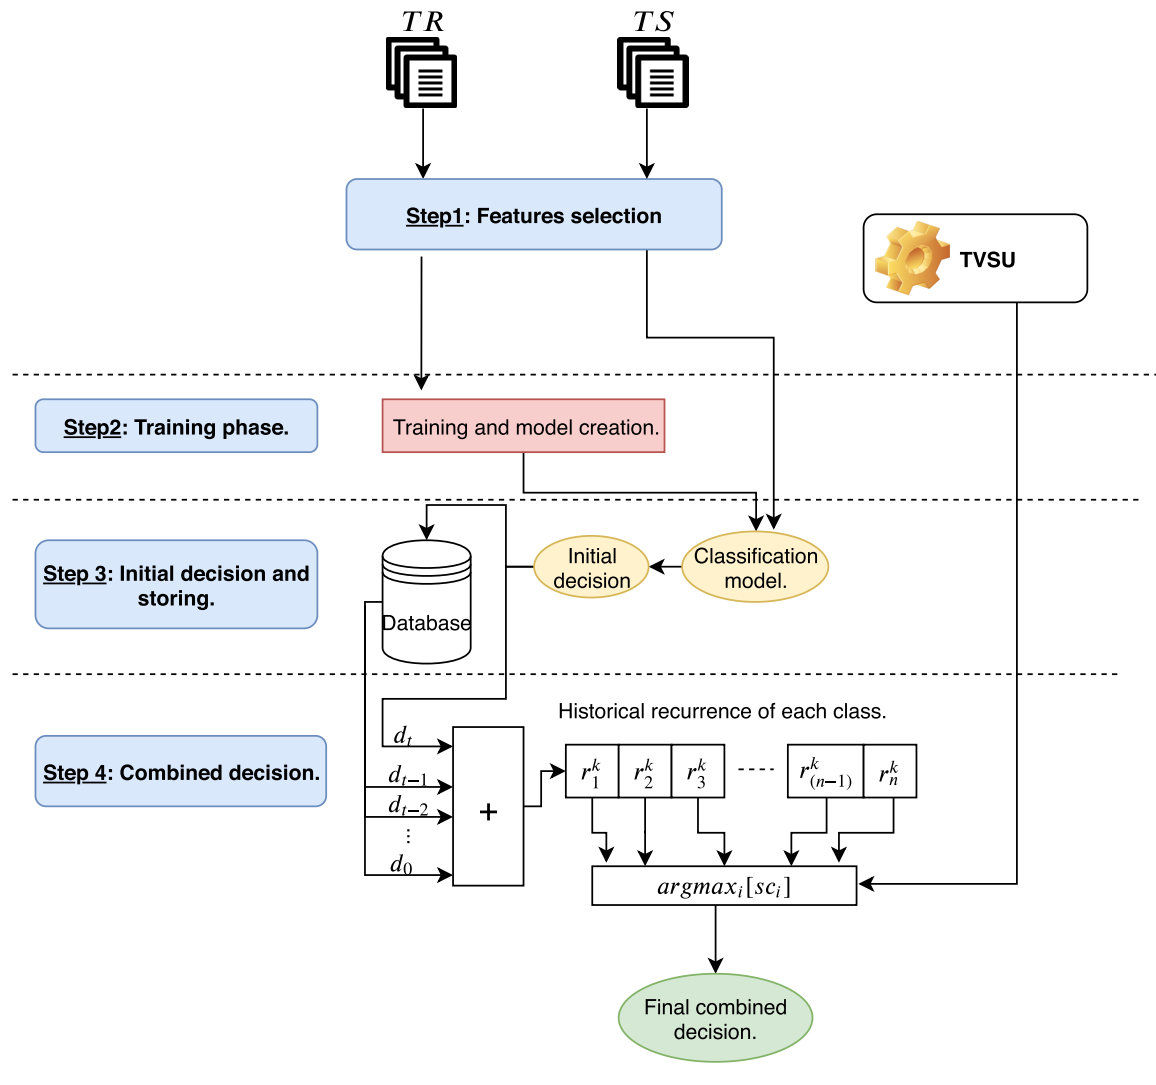 TR
TS
Step1: Features selection
TVSU
Step2: Training phase.
Training and model creation.
Step 3: Initial decision and
storing.
Database
Initial
decision
Classification
model.
Historical recurrence of each class.
Step 4: Combined decision.
d_t
d_{t-1}
d_{t-2}
⋮
d_0
+
r_1^k r_2^k r_3^k ----- r_{(n-1)}^k r_n^k
argmax_i[sc_i]
Final combined
decision.